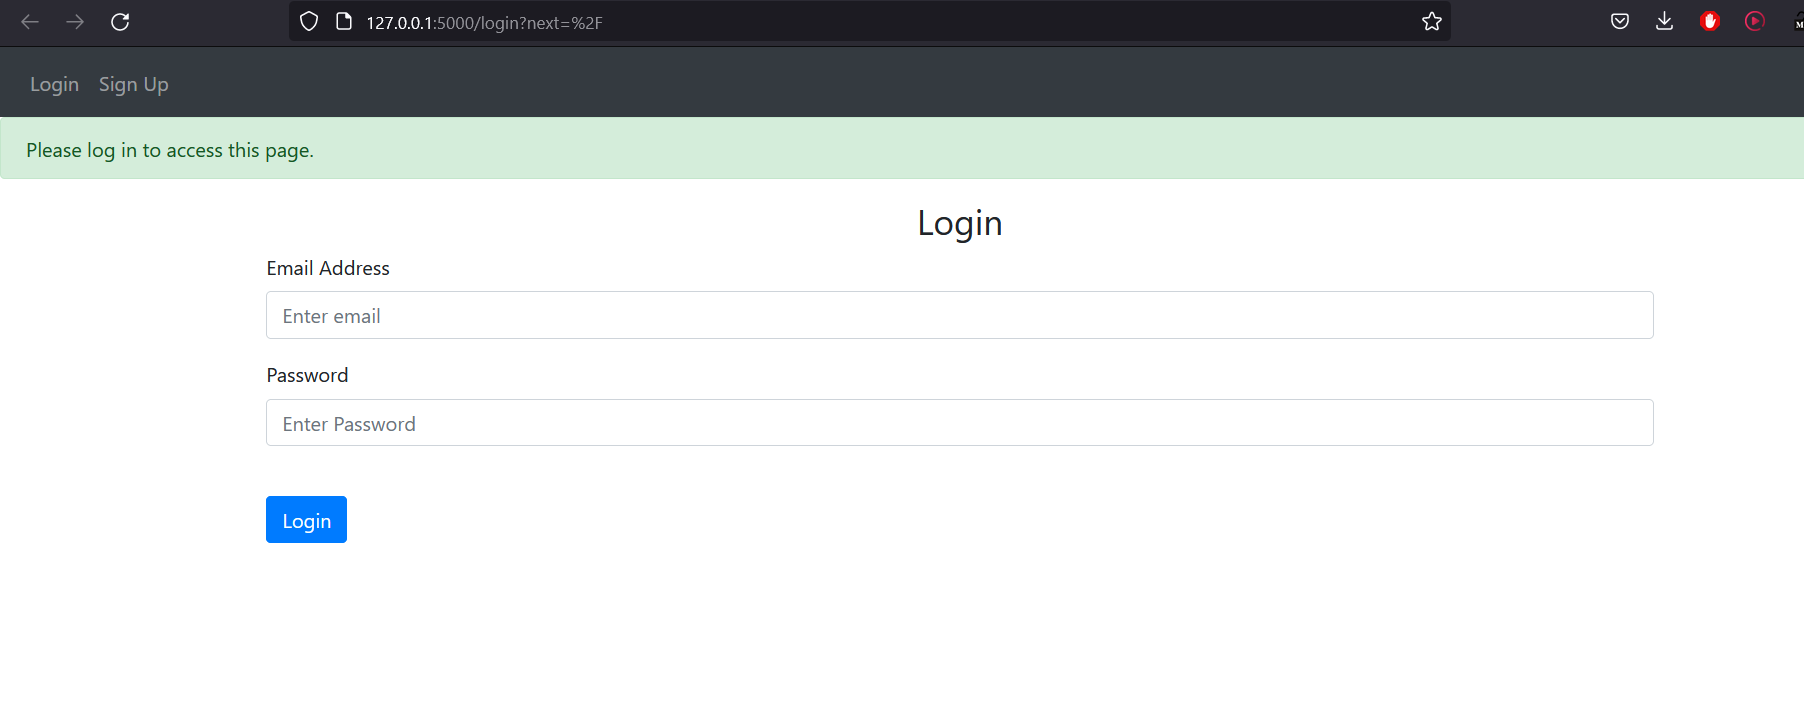 127.0.0.1:5000/login?next=%2F
Login Sign Up
Please log in to access this page.
Login
Email Address
Enter email
Password
Enter Password
Login